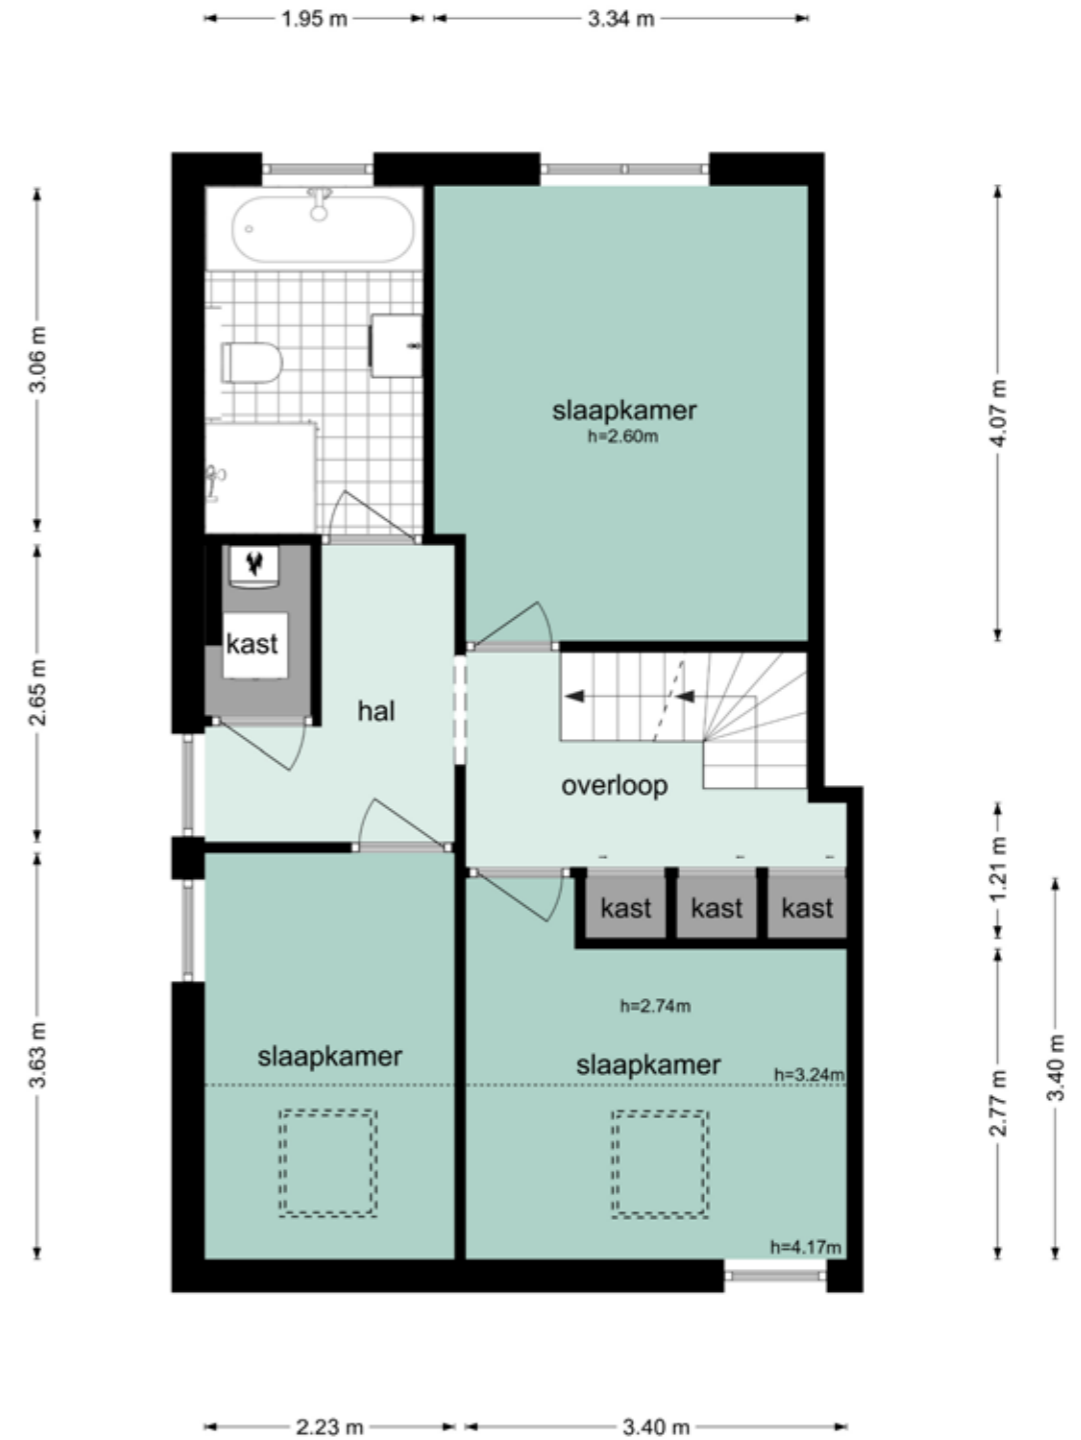 1.95 m
3.34 m
3.06 m
4.07 m
slaapkamer
h=2.60m
kast
2.65 m
hal
overloop
1.21 m
kast
kast
kast
h=2.74m
slaapkamer
slaapkamer
h=3.24m
3.63 m
2.77 m
3.40 m
h=4.17m
2.23 m
3.40 m